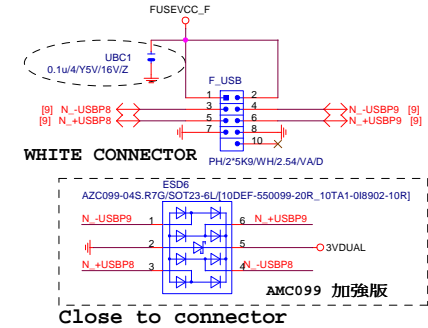 FUSEVCC_F
UBC1
0.1u/4/Y5V/16V/Z
F_USB
1 2
[9] N_-USBP8 3 4 N_-USBP9 [9]
[9] N_+USBP8 5 6 N_+USBP9 [9]
7 8
10
WHITE CONNECTOR
PH/2*5K9/WH/2.54/VA/D
ESD6
AZC099-04S.R7G/SOT23-6L/[10DEF-550099-20R_10TA1-0I8902-10R]
N_-USBP9 1 6 N_+USBP9
2 5 3VDUAL
N_+USBP8 3 4 N_-USBP8
AMC099 加強版
Close to connector